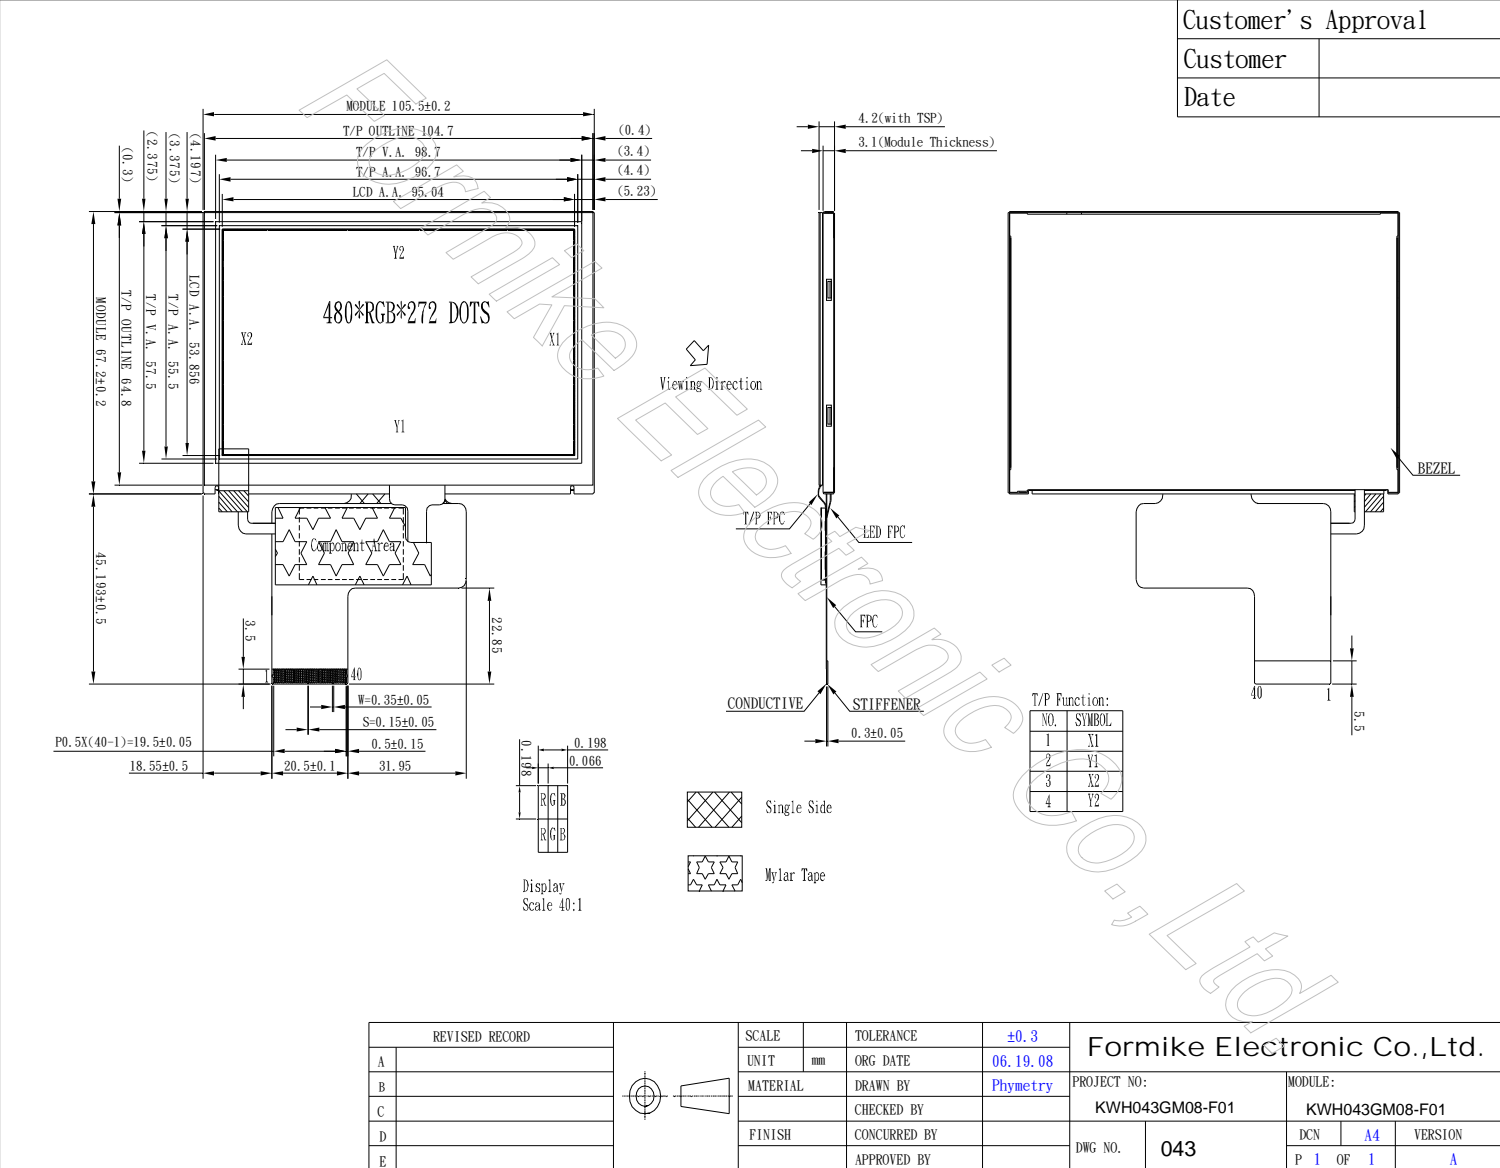 Customer's Approval
Customer
Date
MODULE 105.5±0.2
T/P OUTLINE 104.7
T/P V.A. 98.7
T/P A.A. 96.7
LCD A.A. 95.04
(0.4)
(3.4)
(4.4)
(5.23)
(0.3)
(2.375)
(3.375)
(4.197)
MODULE 67.2±0.2
T/P OUTLINE 64.8
T/P V.A. 57.5
T/P A.A. 55.5
LCD A.A. 53.856
Y2
480*RGB*272 DOTS
X2
X1
Y1
Viewing Direction
4.2(with TSP)
3.1(Module Thickness)
BEZEL
T/P FPC
LED FPC
FPC
CONDUCTIVE
STIFFENER
0.3±0.05
Component Area
45.193±0.5
3.5
22.85
1
40
W=0.35±0.05
S=0.15±0.05
P0.5X(40-1)=19.5±0.05
0.5±0.15
18.55±0.5
20.5±0.1
31.95
40
1
5.5
T/P Function:
NO. SYMBOL
1 X1
2 Y1
3 X2
4 Y2
0.198
0.198
0.066
R G B
R G B
Display
Scale 40:1
Single Side
Mylar Tape
Formike Electronic Co.,Ltd.
REVISED RECORD
A
B
C
D
E
SCALE
UNIT mm
MATERIAL
FINISH
TOLERANCE ±0.3
ORG DATE 06.19.08
DRAWN BY Phymetry
CHECKED BY
CONCURRED BY
APPROVED BY
Formike Electronic Co.,Ltd.
PROJECT NO:
KWH043GM08-F01
MODULE:
KWH043GM08-F01
DWG NO. 043
DCN A4 VERSION
P 1 OF 1 A